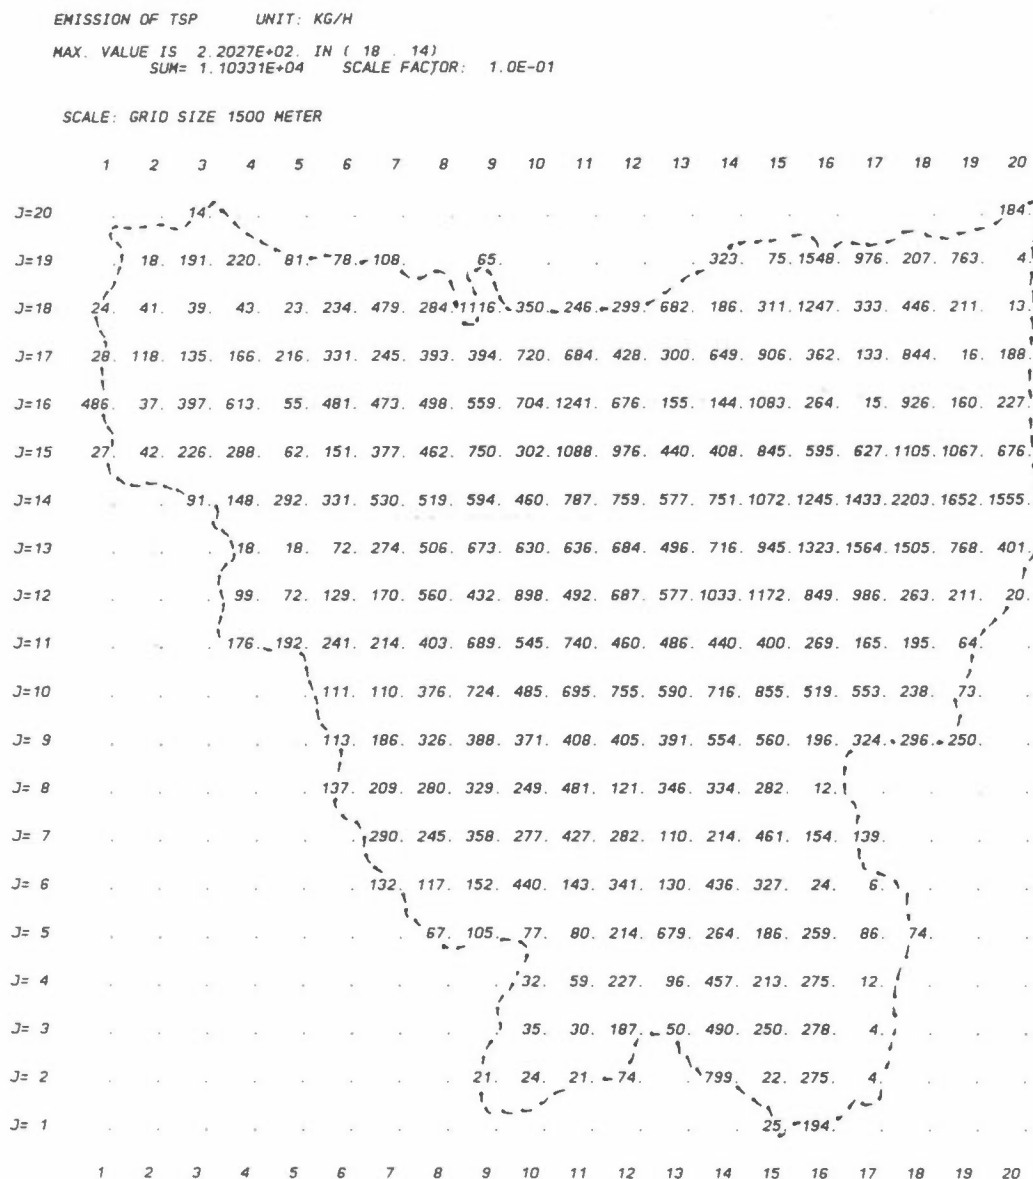 EMISSION OF TSP UNIT: KG/H
MAX. VALUE IS 2.2027E+02. IN ( 18 . 14)
SUM= 1.10331E+04 SCALE FACTOR: 1.0E-01
SCALE: GRID SIZE 1500 METER
1 2 3 4 5 6 7 8 9 10 11 12 13 14 15 16 17 18 19 20
J=20 . . 14. . . . . . . . . . . . . . . . . 184.
J=19 . 18. 191. 220. 81. 78. 108. . 65. . . . . 323. 75. 1548. 976. 207. 763. 4.
J=18 24. 41. 39. 43. 23. 234. 479. 284. 1116. 350. 246. 299. 682. 186. 311. 1247. 333. 446. 211. 13.
J=17 28. 118. 135. 166. 216. 331. 245. 393. 394. 720. 684. 428. 300. 649. 906. 362. 133. 844. 16. 188.
J=16 486. 37. 397. 613. 55. 481. 473. 498. 559. 704. 1241. 676. 155. 144. 1083. 264. 15. 926. 160. 227.
J=15 27. 42. 226. 288. 62. 151. 377. 462. 750. 302. 1088. 976. 440. 408. 845. 595. 627. 1105. 1067. 676.
J=14 . . 91. 148. 292. 331. 530. 519. 594. 460. 787. 759. 577. 751. 1072. 1245. 1433. 2203. 1652. 1555.
J=13 . . . 18. 18. 72. 274. 506. 673. 630. 636. 684. 496. 716. 945. 1323. 1564. 1505. 768. 401.
J=12 . . . 99. 72. 129. 170. 560. 432. 898. 492. 687. 577. 1033. 1172. 849. 986. 263. 211. 20.
J=11 . . . 176. 192. 241. 214. 403. 689. 545. 740. 460. 486. 440. 400. 269. 165. 195. 64. .
J=10 . . . . . 111. 110. 376. 724. 485. 695. 755. 590. 716. 855. 519. 553. 238. 73. .
J= 9 . . . . . 113. 186. 326. 388. 371. 408. 405. 391. 554. 560. 196. 324. 296. 250. .
J= 8 . . . . . 137. 209. 280. 329. 249. 481. 121. 346. 334. 282. 12. . . . .
J= 7 . . . . . . 290. 245. 358. 277. 427. 282. 110. 214. 461. 154. 139. . . .
J= 6 . . . . . . 132. 117. 152. 440. 143. 341. 130. 436. 327. 24. 6. . . .
J= 5 . . . . . . . 67. 105. 77. 80. 214. 679. 264. 186. 259. 86. 74. . .
J= 4 . . . . . . . . . 32. 59. 227. 96. 457. 213. 275. 12. . . .
J= 3 . . . . . . . . . 35. 30. 187. 50. 490. 250. 278. 4. . . .
J= 2 . . . . . . . . 21. 24. 21. 74. . 799. 22. 275. 4. . . .
J= 1 . . . . . . . . . . . . . . 25. 194. . . . .
1 2 3 4 5 6 7 8 9 10 11 12 13 14 15 16 17 18 19 20